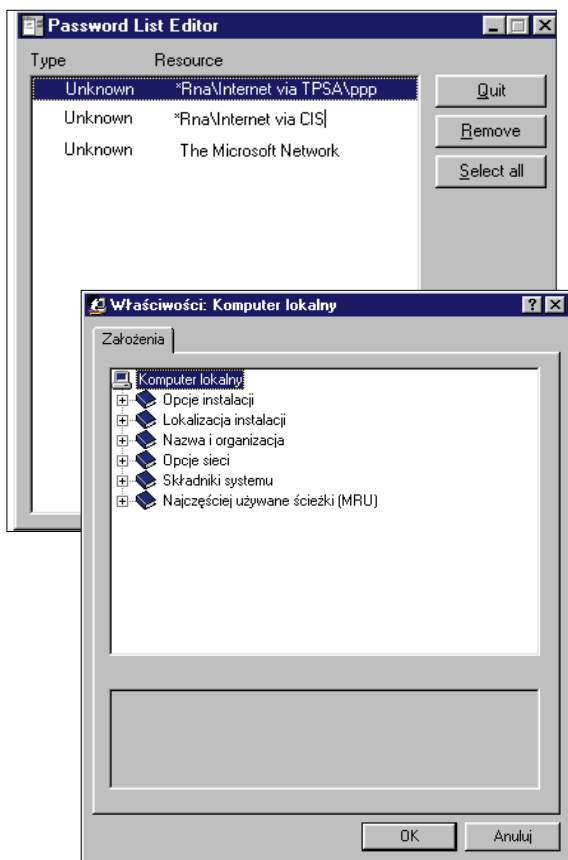 Password List Editor
Type Resource
Unknown *Rna\Internet via TPSA\ppp
Unknown *Rna\Internet via CIS
Unknown The Microsoft Network
Quit
Remove
Select all
Właściwości: Komputer lokalny
Założenia
Komputer lokalny
Opcje instalacji
Lokalizacja instalacji
Nazwa i organizacja
Opcje sieci
Składniki systemu
Najczęściej używane ścieżki (MRU)
OK Anuluj